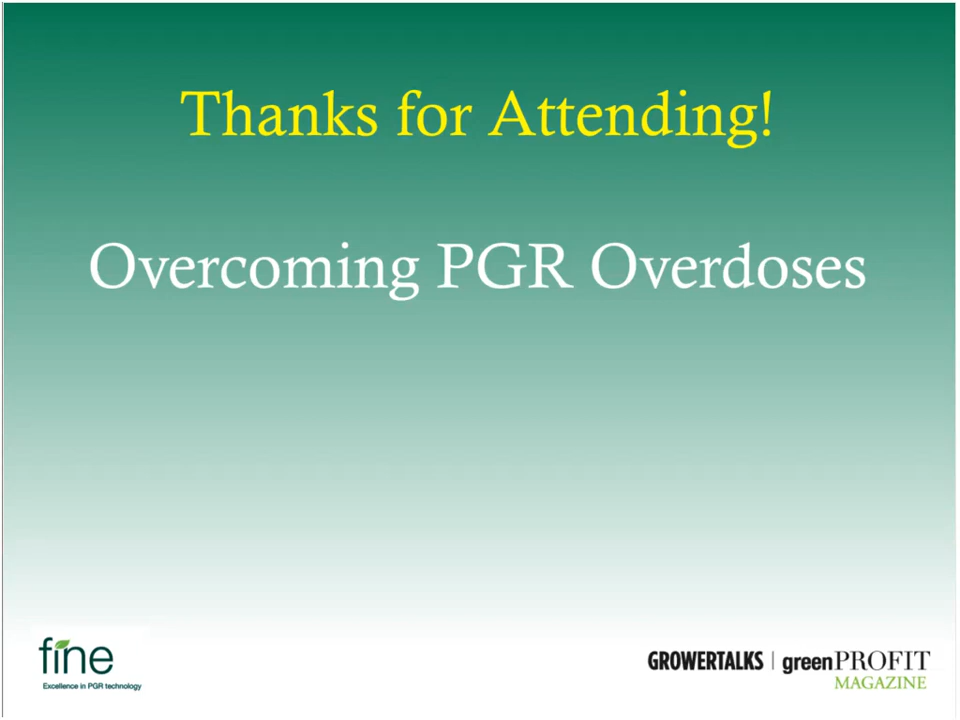 Thanks for Attending!
Overcoming PGR Overdoses
fine
Excellence in PGR technology
GROWERTALKS | greenPROFIT
MAGAZINE